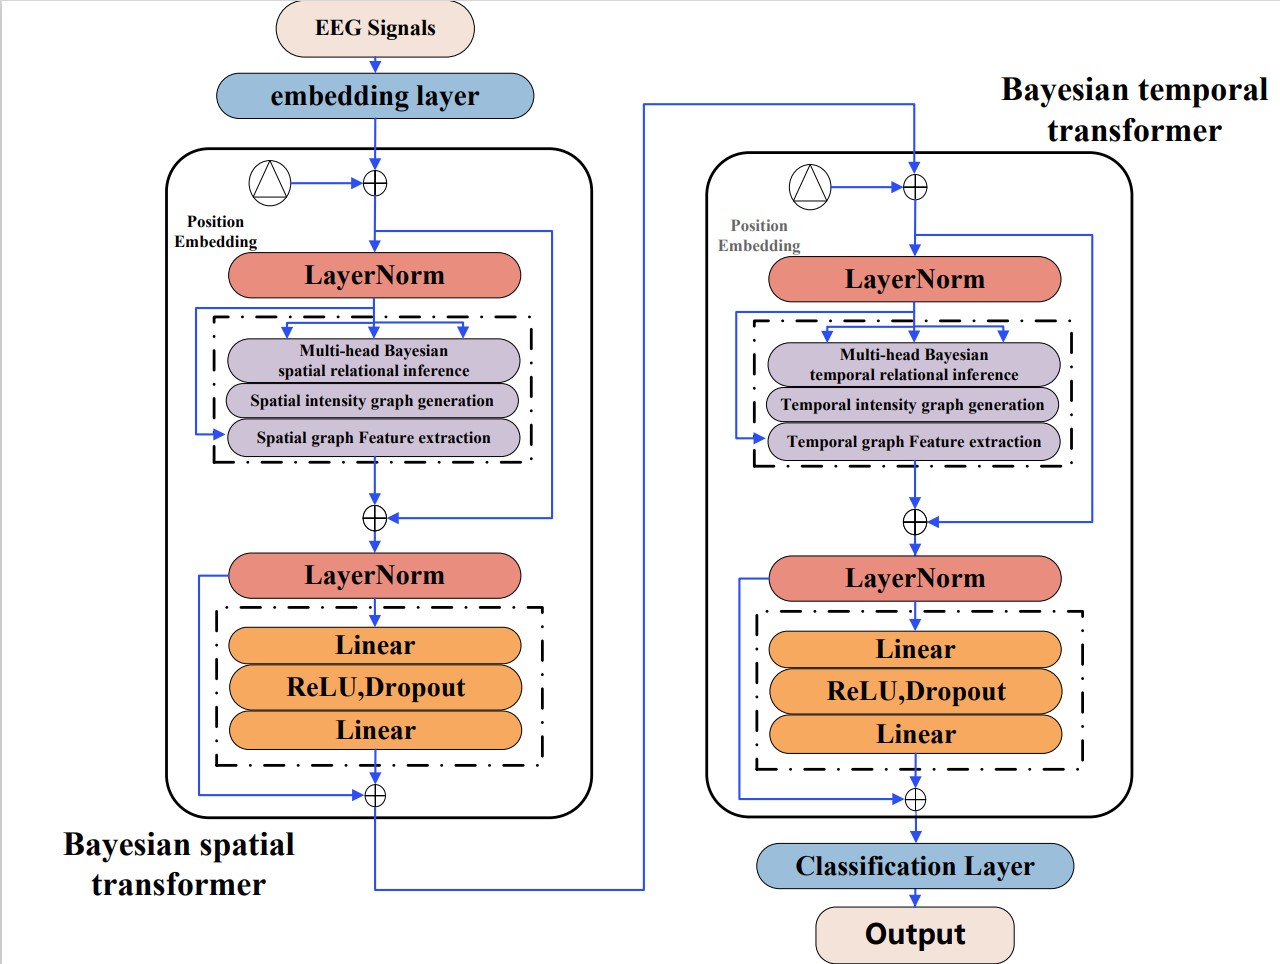 EEG Signals
embedding layer
Position
Embedding
LayerNorm
Multi-head Bayesian
spatial relational inference
Spatial intensity graph generation
Spatial graph Feature extraction
LayerNorm
Linear
ReLU,Dropout
Linear
Bayesian spatial
transformer
Bayesian temporal
transformer
Position
Embedding
LayerNorm
Multi-head Bayesian
temporal relational inference
Temporal intensity graph generation
Temporal graph Feature extraction
LayerNorm
Linear
ReLU,Dropout
Linear
Classification Layer
Output